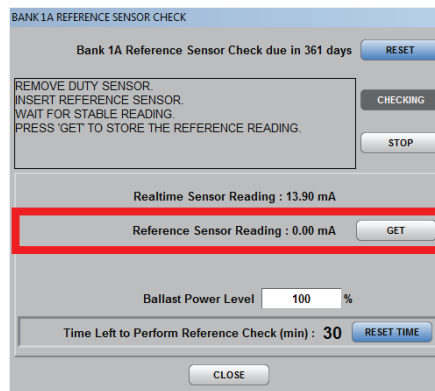 BANK 1A REFERENCE SENSOR CHECK
Bank 1A Reference Sensor Check due in 361 days RESET
REMOVE DUTY SENSOR.
INSERT REFERENCE SENSOR.
WAIT FOR STABLE READING.
PRESS 'GET' TO STORE THE REFERENCE READING.
CHECKING
STOP
Realtime Sensor Reading : 13.90 mA
Reference Sensor Reading : 0.00 mA GET
Ballast Power Level 100 %
Time Left to Perform Reference Check (min) : 30 RESET TIME
CLOSE